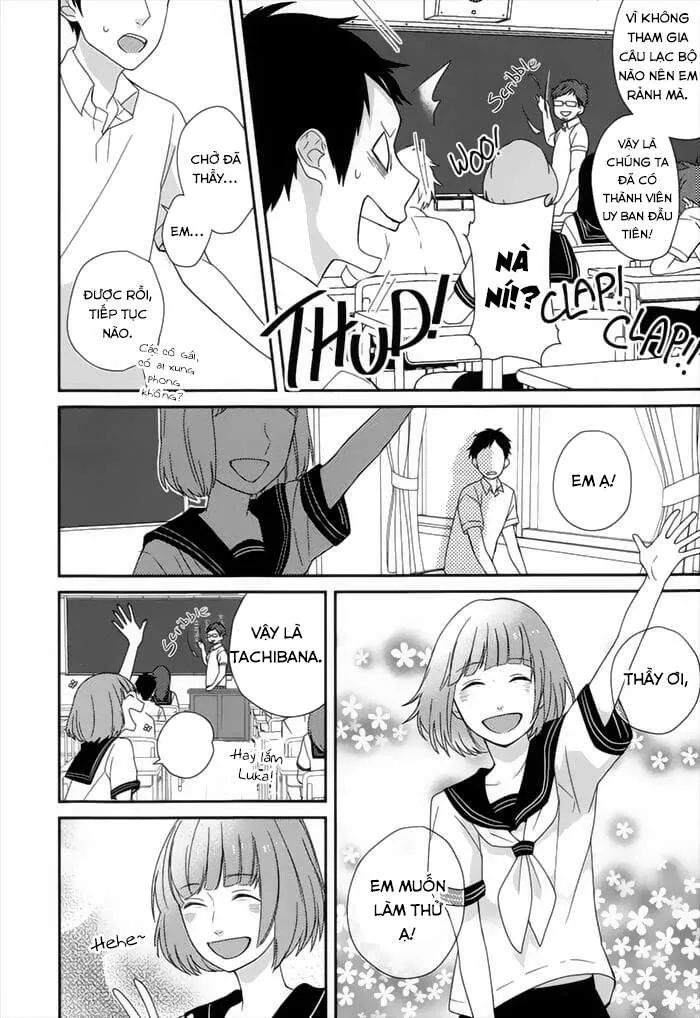 VÌ KHÔNG
THAM GIA
CÂU LẠC BỘ
NÀO NÊN EM
RẢNH MÀ.
VẬY LÀ
CHÚNG TA
ĐÃ CÓ
THÀNH VIÊN
UY BAN ĐẦU
TIÊN!
Scribble
WOO!
NÀ
NÍ!?
CLAP!
CLAP!
THUD!
CHỜ ĐÃ
THẦY...
EM...
ĐƯỢC RỒI,
TIẾP TỤC
NÀO.
Các cô gái,
có ai xung
phong
không?
EM Ạ!
THẦY ƠI,
EM MUỐN
LÀM THỬ
Ạ!
Scribble
VẬY LÀ
TACHIBANA.
Hay lắm
Luka!
Hehe~